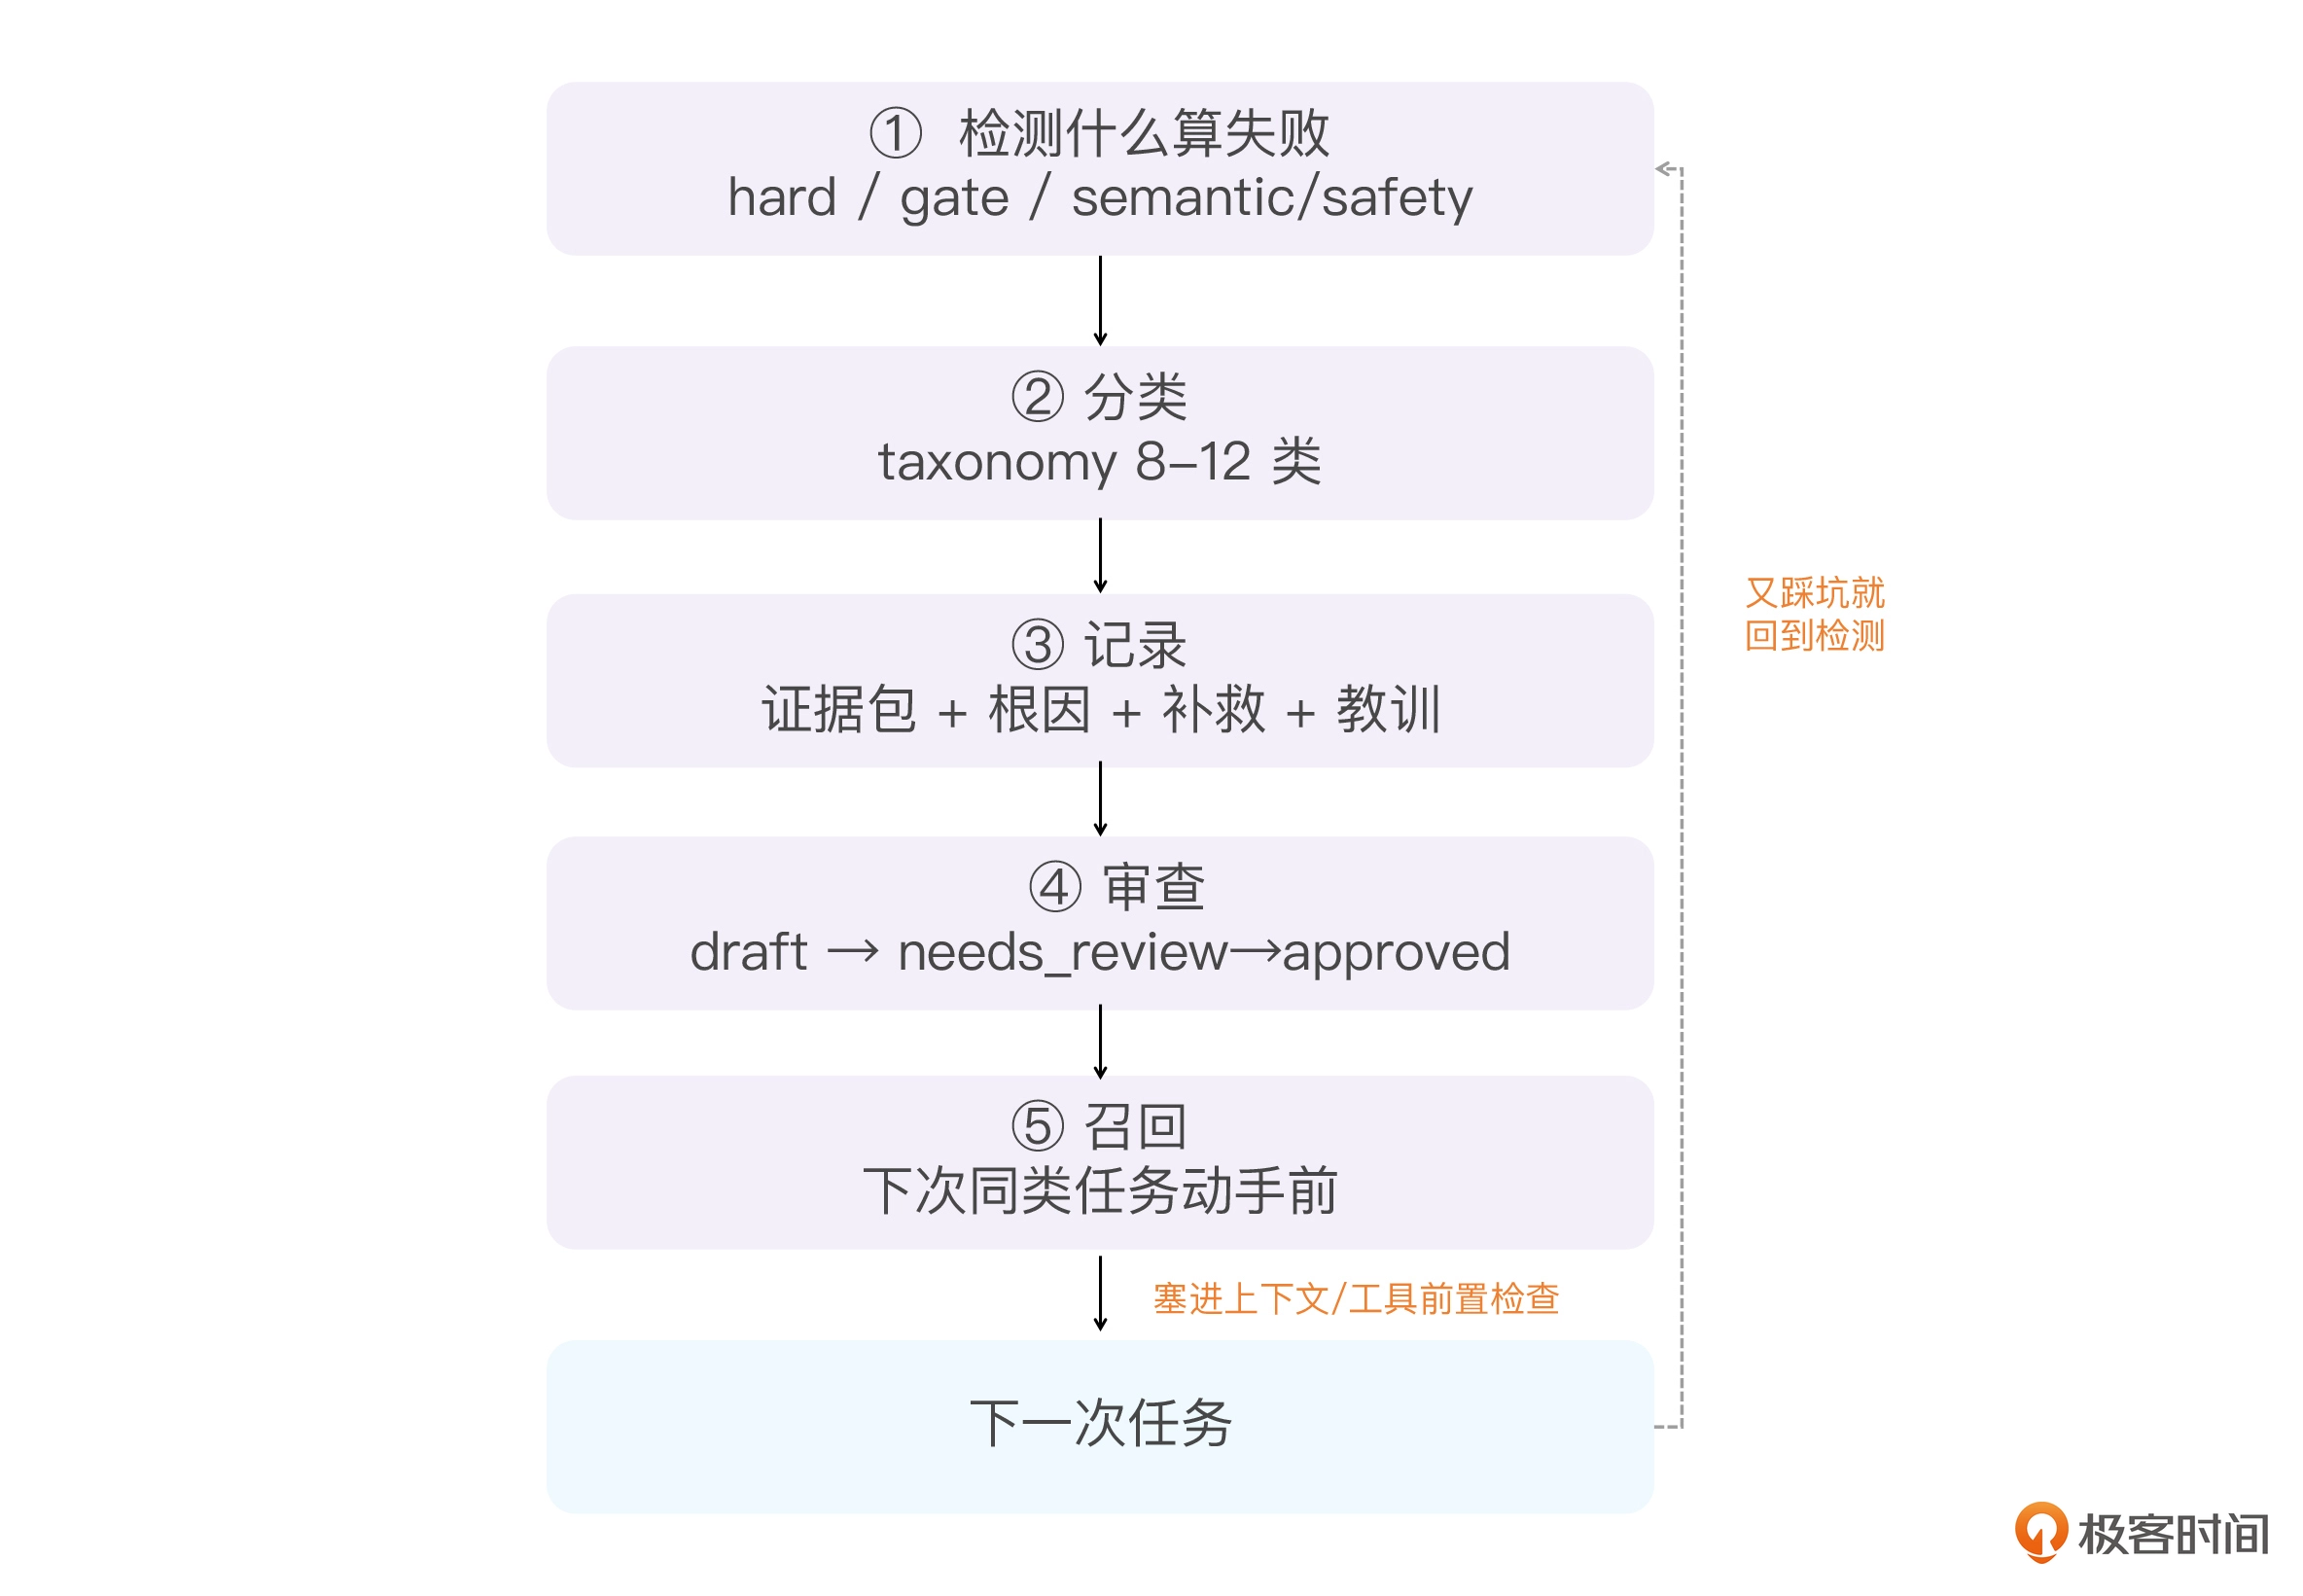 ① 检测什么算失败
hard / gate / semantic/safety
② 分类
taxonomy 8–12 类
③ 记录
证据包 + 根因 + 补救 + 教训
④ 审查
draft → needs_review→approved
⑤ 召回
下次同类任务动手前
塞进上下文/工具前置检查
下一次任务
又踩坑就
回到检测
极客时间